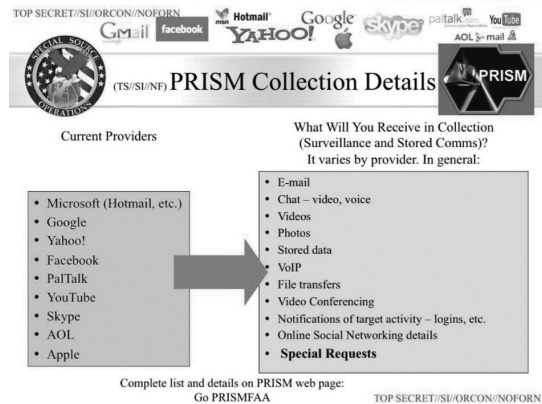 TOP SECRET//SI//ORCON//NOFORN
Gmail
facebook
msn Hotmail®
Google
YAHOO!
skype
paltalk.com
YouTube
AOL mail
SPECIAL SOURCE OPERATIONS
(TS//SI//NF) PRISM Collection Details
PRISM
Current Providers
What Will You Receive in Collection
(Surveillance and Stored Comms)?
It varies by provider. In general:
• Microsoft (Hotmail, etc.)
• Google
• Yahoo!
• Facebook
• PalTalk
• YouTube
• Skype
• AOL
• Apple
• E-mail
• Chat – video, voice
• Videos
• Photos
• Stored data
• VoIP
• File transfers
• Video Conferencing
• Notifications of target activity – logins, etc.
• Online Social Networking details
• Special Requests
Complete list and details on PRISM web page:
Go PRISMFAA
TOP SECRET//SI//ORCON//NOFORN